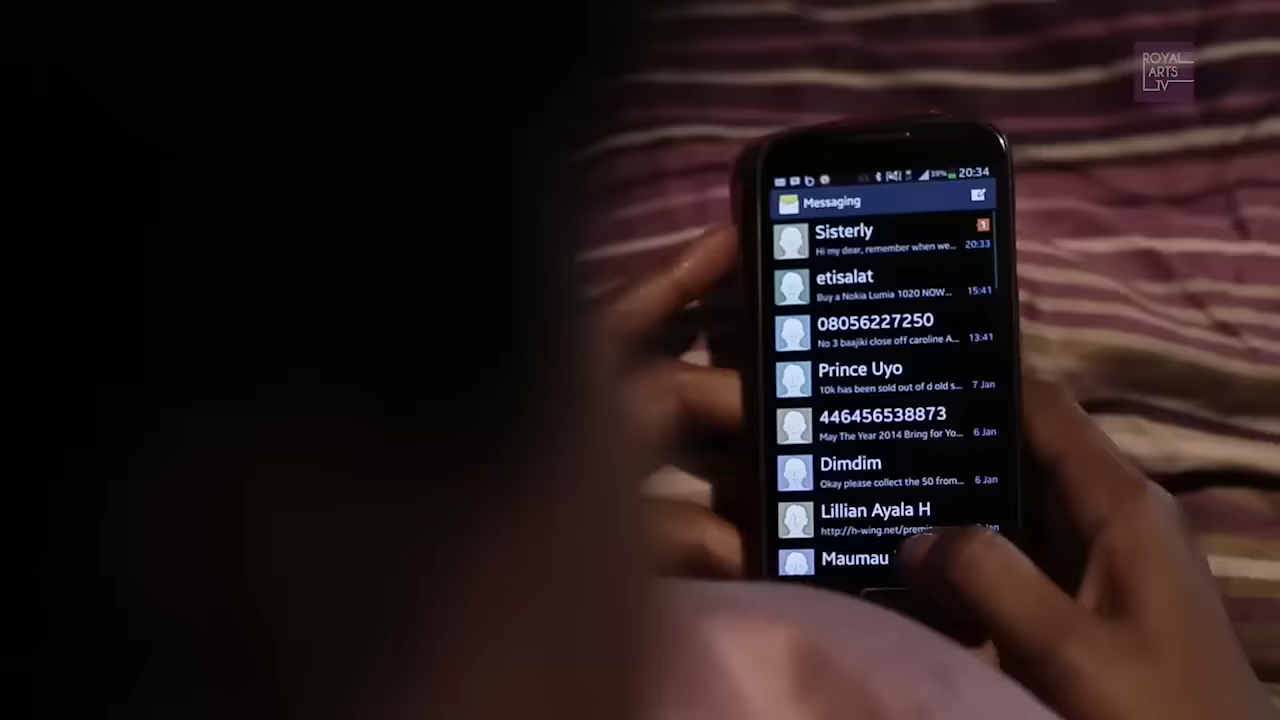 ROYAL
ARTS
TV
39% 20:34
Messaging
Sisterly 1
Hi my dear, remember when we... 20:33
etisalat
Buy a Nokia Lumia 1020 NOW... 15:41
08056227250
No 3 baajiki close off caroline A... 13:41
Prince Uyo
10k has been sold out of d old s... 7 Jan
446456538873
May The Year 2014 Bring for Yo... 6 Jan
Dimdim
Okay please collect the 50 from... 6 Jan
Lillian Ayala H
http://h-wing.net/premi Jan
Maumau